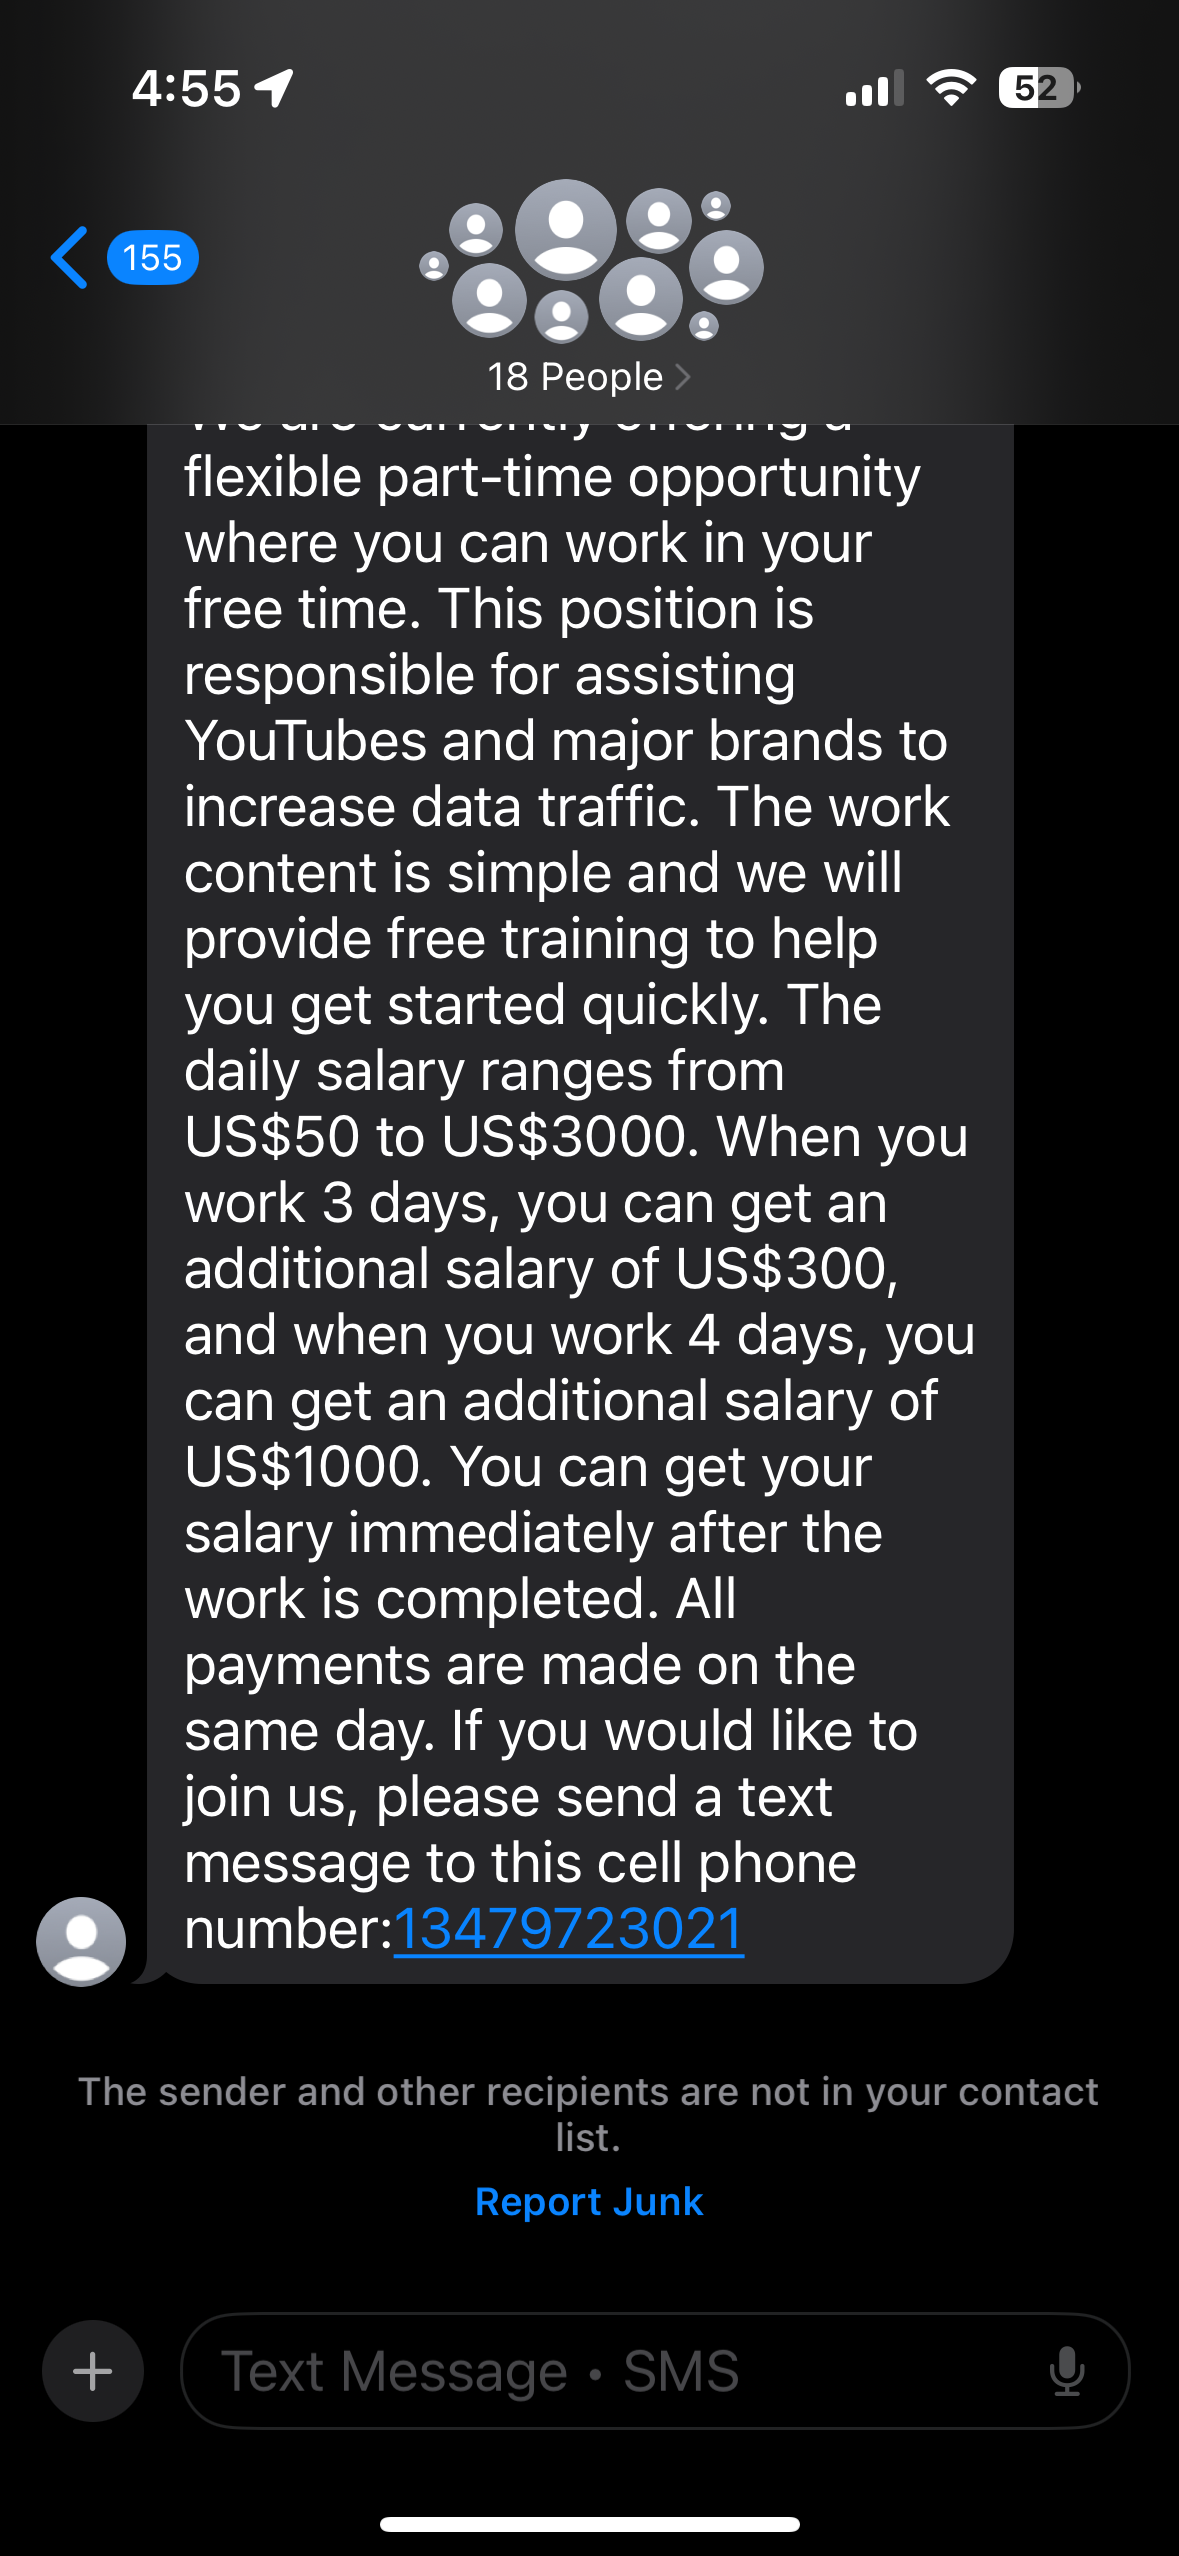 4:55
52
155
18 People
We are currently offering a
flexible part-time opportunity
where you can work in your
free time. This position is
responsible for assisting
YouTubes and major brands to
increase data traffic. The work
content is simple and we will
provide free training to help
you get started quickly. The
daily salary ranges from
US$50 to US$3000. When you
work 3 days, you can get an
additional salary of US$300,
and when you work 4 days, you
can get an additional salary of
US$1000. You can get your
salary immediately after the
work is completed. All
payments are made on the
same day. If you would like to
join us, please send a text
message to this cell phone
number:13479723021
The sender and other recipients are not in your contact
list.
Report Junk
Text Message • SMS